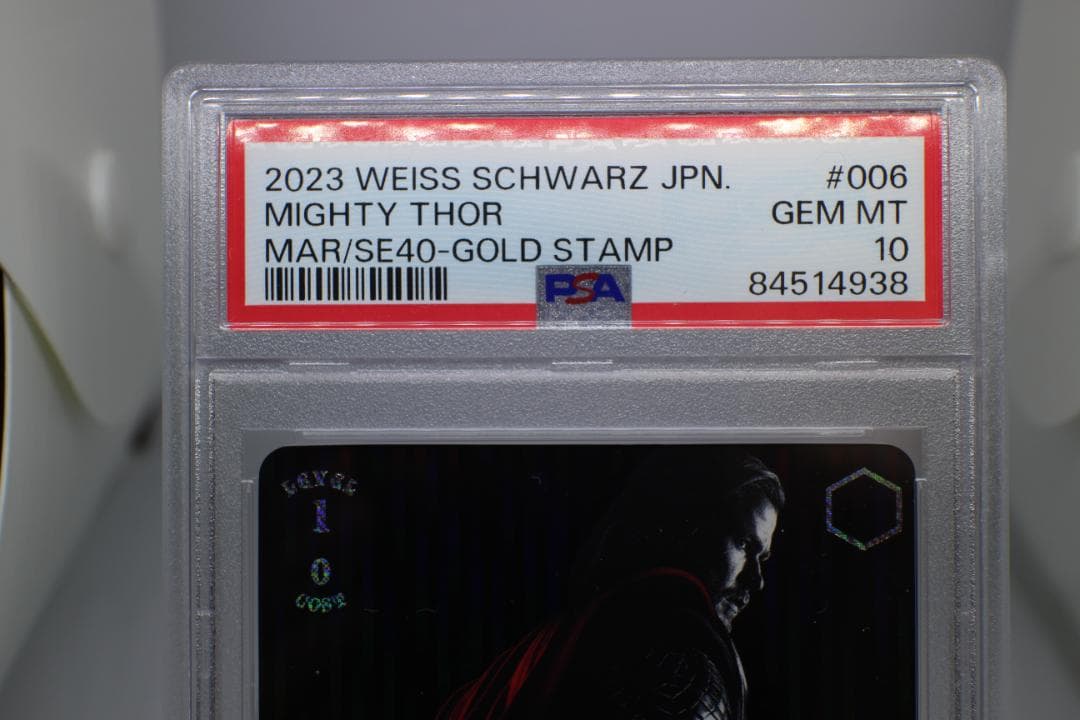 2023 WEISS SCHWARZ JPN. #006
MIGHTY THOR GEM MT
MAR/SE40-GOLD STAMP 10
PSA 84514938
LEVEL
1
0
COST